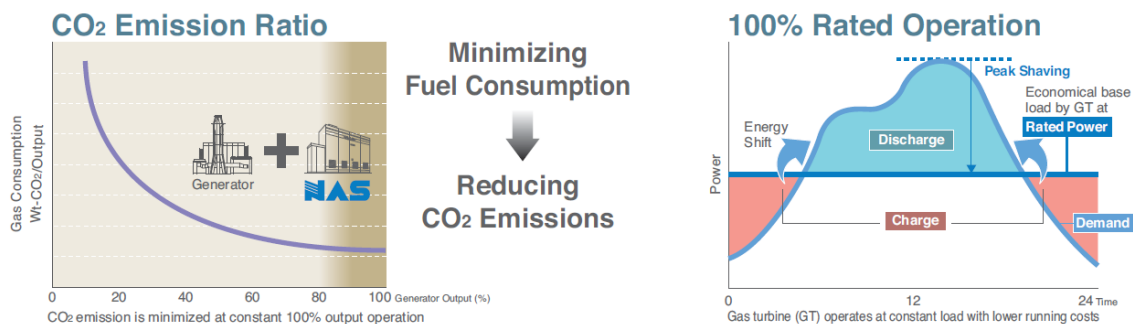 CO2 Emission Ratio
Gas Consumption
Wt-CO2/Output
Generator
NAS
0
20
40
60
80
100
Generator Output (%)
CO2 emission is minimized at constant 100% output operation
Minimizing
Fuel Consumption
Reducing
CO2 Emissions
100% Rated Operation
Peak Shaving
Economical base
load by GT at
Rated Power
Energy
Shift
Discharge
Power
Charge
Demand
0
12
24 Time
Gas turbine (GT) operates at constant load with lower running costs